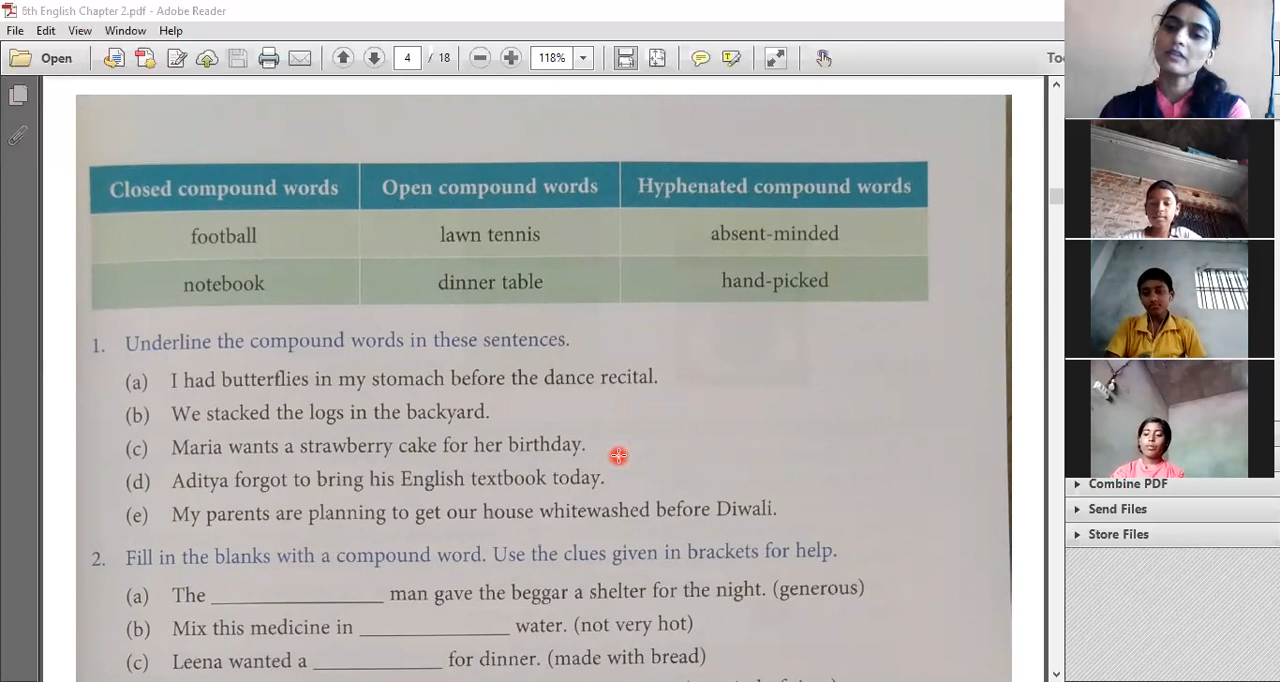 6th English Chapter 2.pdf - Adobe Reader
File Edit View Window Help
Open 4 / 18 118%
Closed compound words Open compound words Hyphenated compound words
football lawn tennis absent-minded
notebook dinner table hand-picked
1. Underline the compound words in these sentences.
(a) I had butterflies in my stomach before the dance recital.
(b) We stacked the logs in the backyard.
(c) Maria wants a strawberry cake for her birthday.
(d) Aditya forgot to bring his English textbook today.
(e) My parents are planning to get our house whitewashed before Diwali.
2. Fill in the blanks with a compound word. Use the clues given in brackets for help.
(a) The ________________ man gave the beggar a shelter for the night. (generous)
(b) Mix this medicine in ______________ water. (not very hot)
(c) Leena wanted a ____________ for dinner. (made with bread)
Combine PDF
Send Files
Store Files